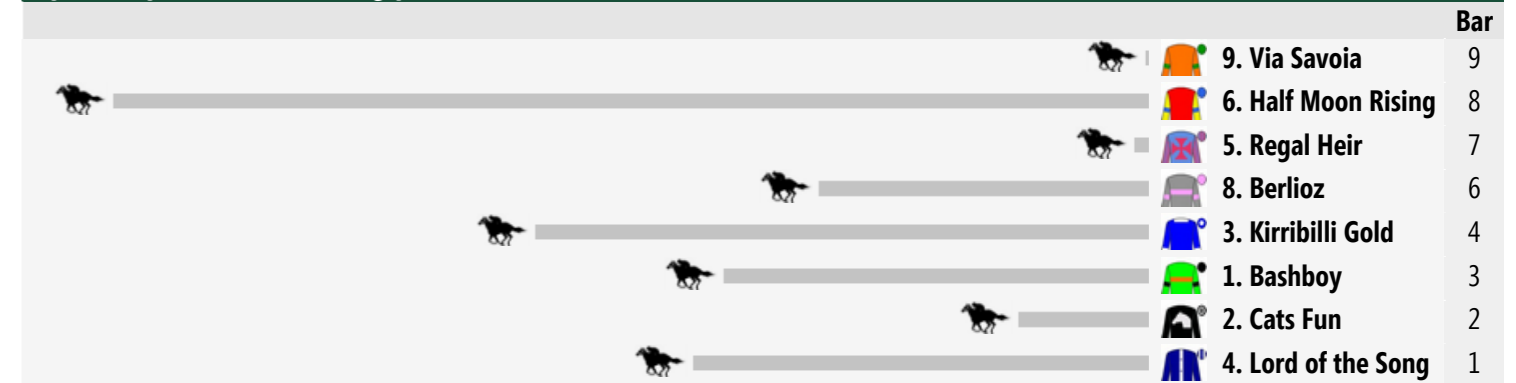 Bar
9. Via Savoia 9
6. Half Moon Rising 8
5. Regal Heir 7
8. Berlioz 6
3. Kirribilli Gold 4
1. Bashboy 3
2. Cats Fun 2
4. Lord of the Song 1